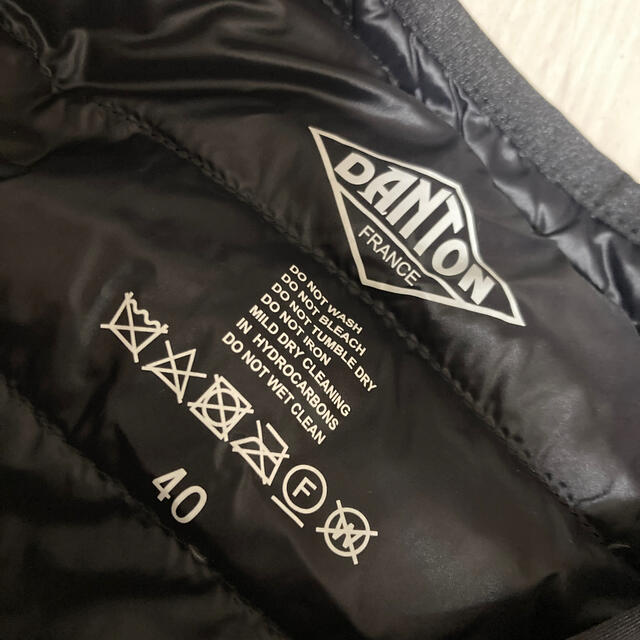 DANTON
FRANCE
DO NOT WASH
DO NOT BLEACH
DO NOT TUMBLE DRY
DO NOT IRON
MILD DRY CLEANING
IN HYDROCARBONS
DO NOT WET CLEAN
F
W
40